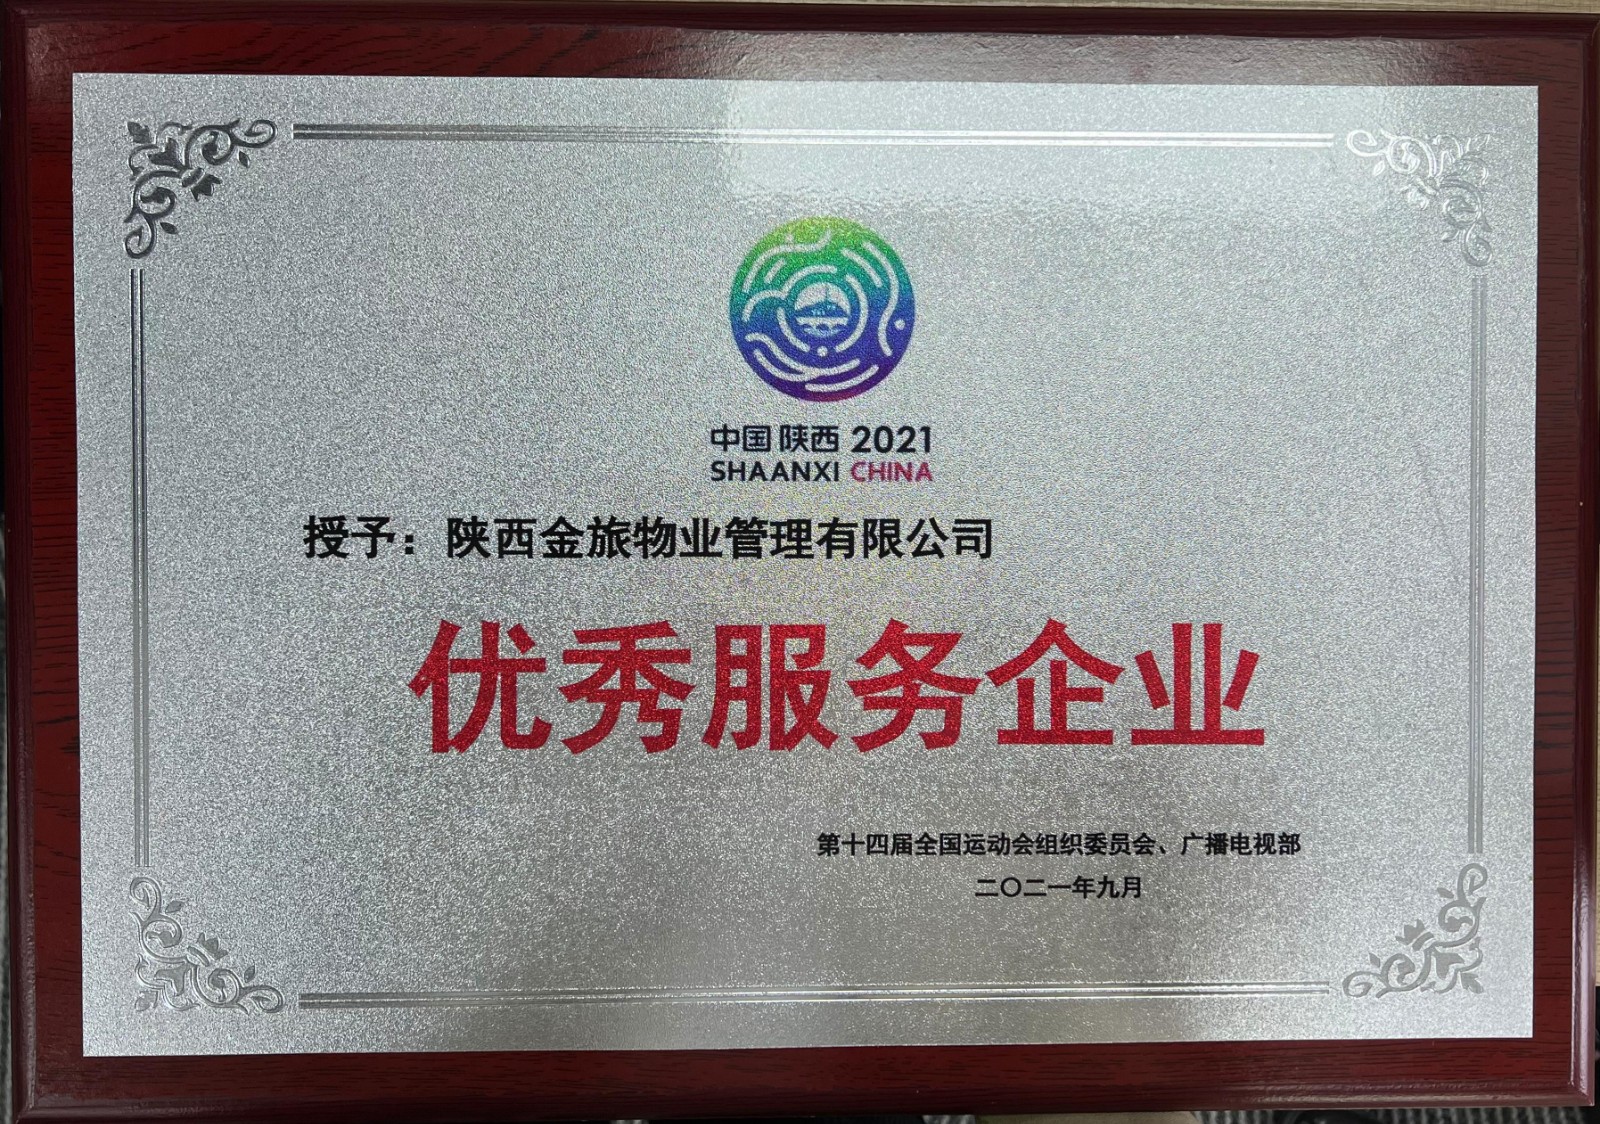 中国 陕西 2021
SHAANXI CHINA
授予：陕西金旅物业管理有限公司
优秀服务企业
第十四届全国运动会组织委员会、广播电视部
二〇二一年九月